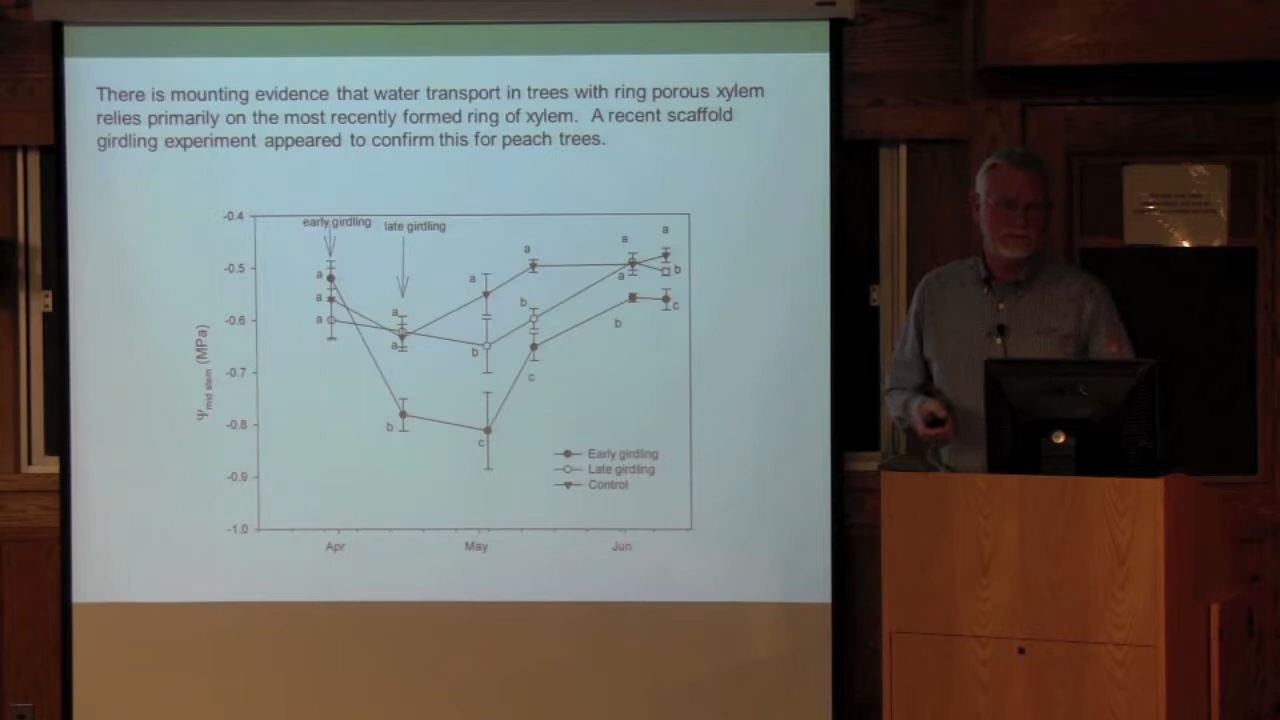 There is mounting evidence that water transport in trees with ring porous xylem
relies primarily on the most recently formed ring of xylem. A recent scaffold
girdling experiment appeared to confirm this for peach trees.
early girdling
late girdling
-0.4
-0.5
-0.6
-0.7
-0.8
-0.9
-1.0
Ψmid stem (MPa)
a
a
a
a
a
b
a
b
c
a
b
c
a
a
b
a
b
c
Early girdling
Late girdling
Control
Apr
May
Jun